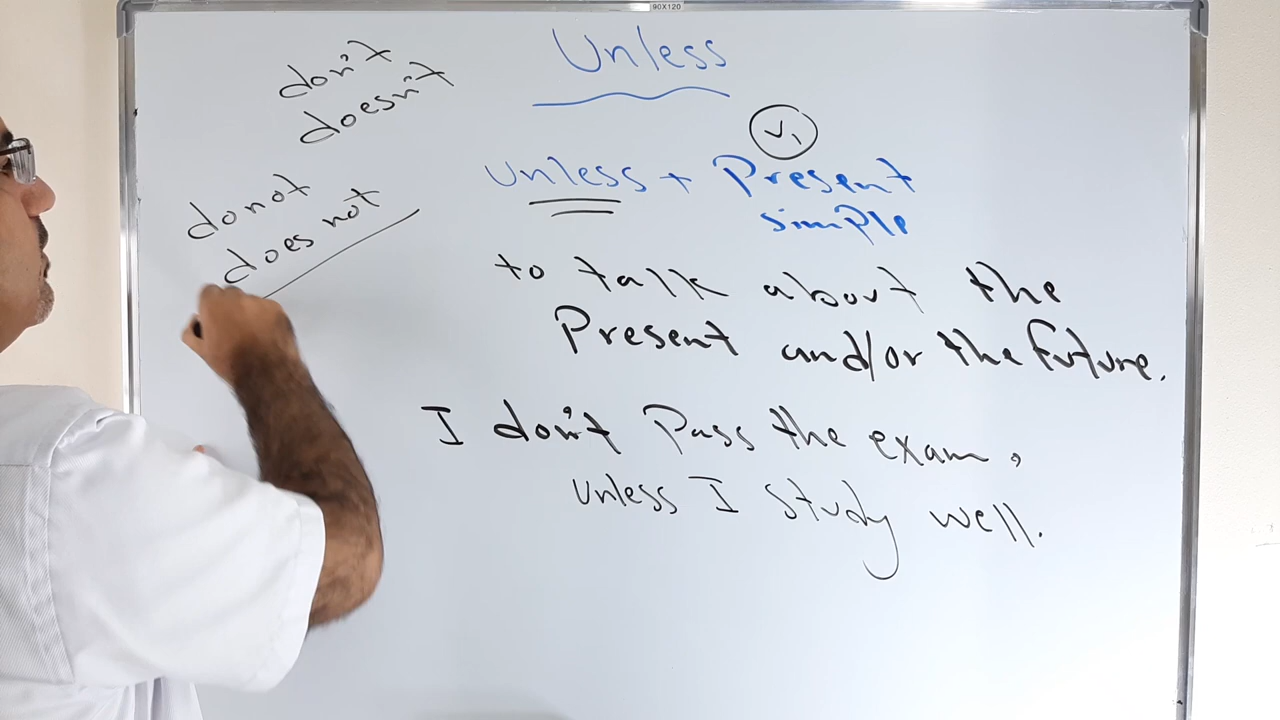 90X120
Unless
don't
doesn't
V1
unless + Present
simple
do not
does not
to talk about the
Present and/or the future.
I don't Pass the exam,
unless I study well.